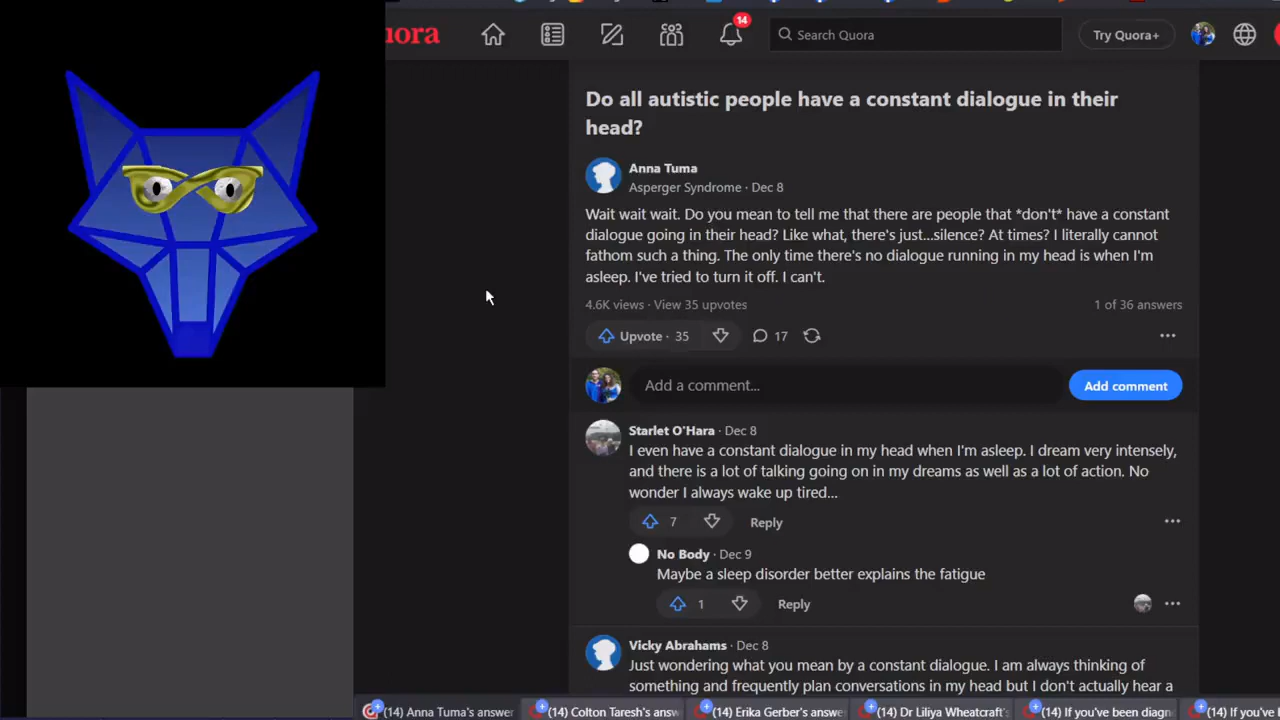 uora
14
Search Quora
Try Quora+
Do all autistic people have a constant dialogue in their
head?
Anna Tuma
Asperger Syndrome · Dec 8
Wait wait wait. Do you mean to tell me that there are people that *don't* have a constant
dialogue going in their head? Like what, there's just...silence? At times? I literally cannot
fathom such a thing. The only time there's no dialogue running in my head is when I'm
asleep. I've tried to turn it off. I can't.
4.6K views · View 35 upvotes
1 of 36 answers
Upvote · 35
17
Add a comment...
Add comment
Starlet O'Hara · Dec 8
I even have a constant dialogue in my head when I'm asleep. I dream very intensely,
and there is a lot of talking going on in my dreams as well as a lot of action. No
wonder I always wake up tired...
7
Reply
No Body · Dec 9
Maybe a sleep disorder better explains the fatigue
1
Reply
Vicky Abrahams · Dec 8
Just wondering what you mean by a constant dialogue. I am always thinking of
something and frequently plan conversations in my head but I don't actually hear a
(14) Anna Tuma's answer
(14) Colton Taresh's answ
(14) Erika Gerber's answe
(14) Dr Liliya Wheatcraft's
(14) If you've been diagn
(14) If you've